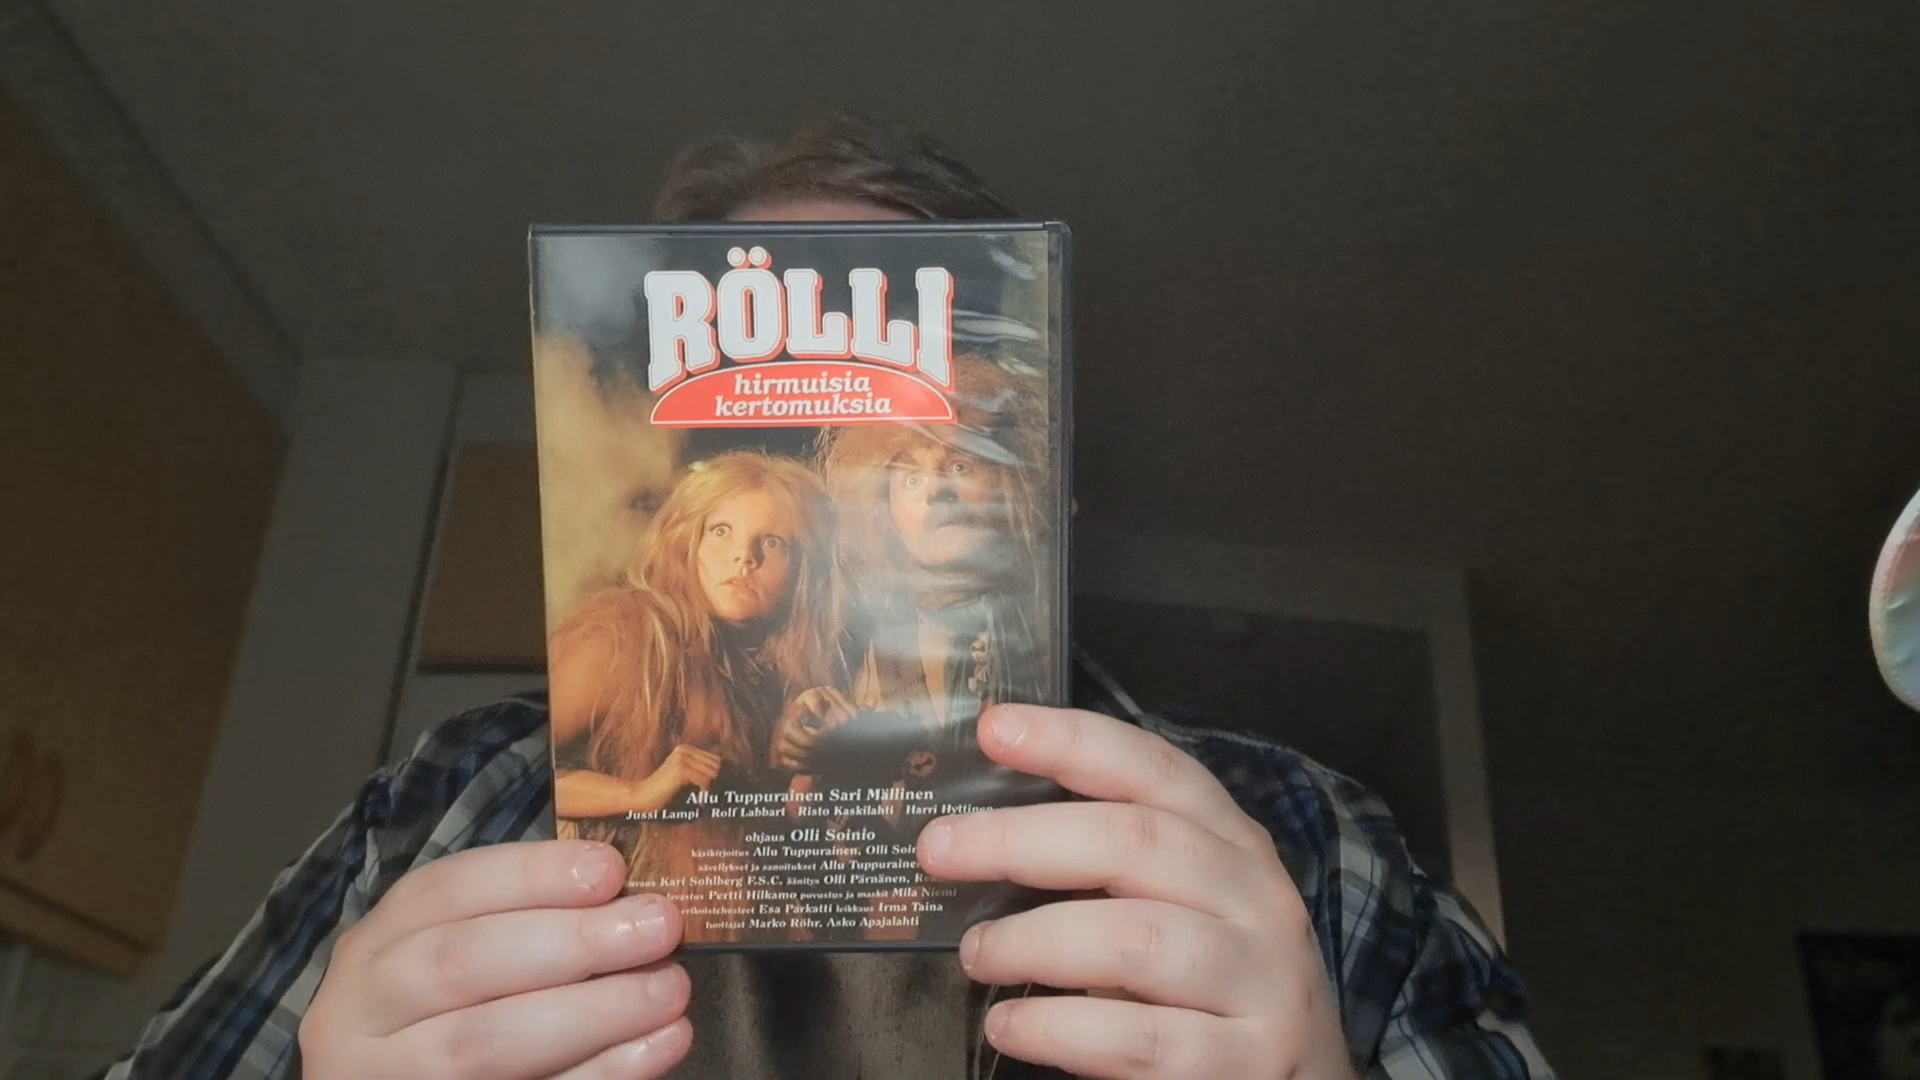 RÖLLI
hirmuisia
kertomuksia
Allu Tuppurainen Sari Mällinen
Jussi Lampi Rolf Labbart Risto Kaskilahti Harri Hyttinen
ohjaus Olli Soinio
käsikirjoitus Allu Tuppurainen, Olli
sävellykset ja sanoitukset Allu
Kari Sohlberg F.S.C. äänitys Olli Pärnänen,
Pertti Hilkamo puvustus ja maskit Mila Niemi
Esa Parkatti leikkaus Irma Taina
tuottajat Marko Röhr, Asko Apajalahti